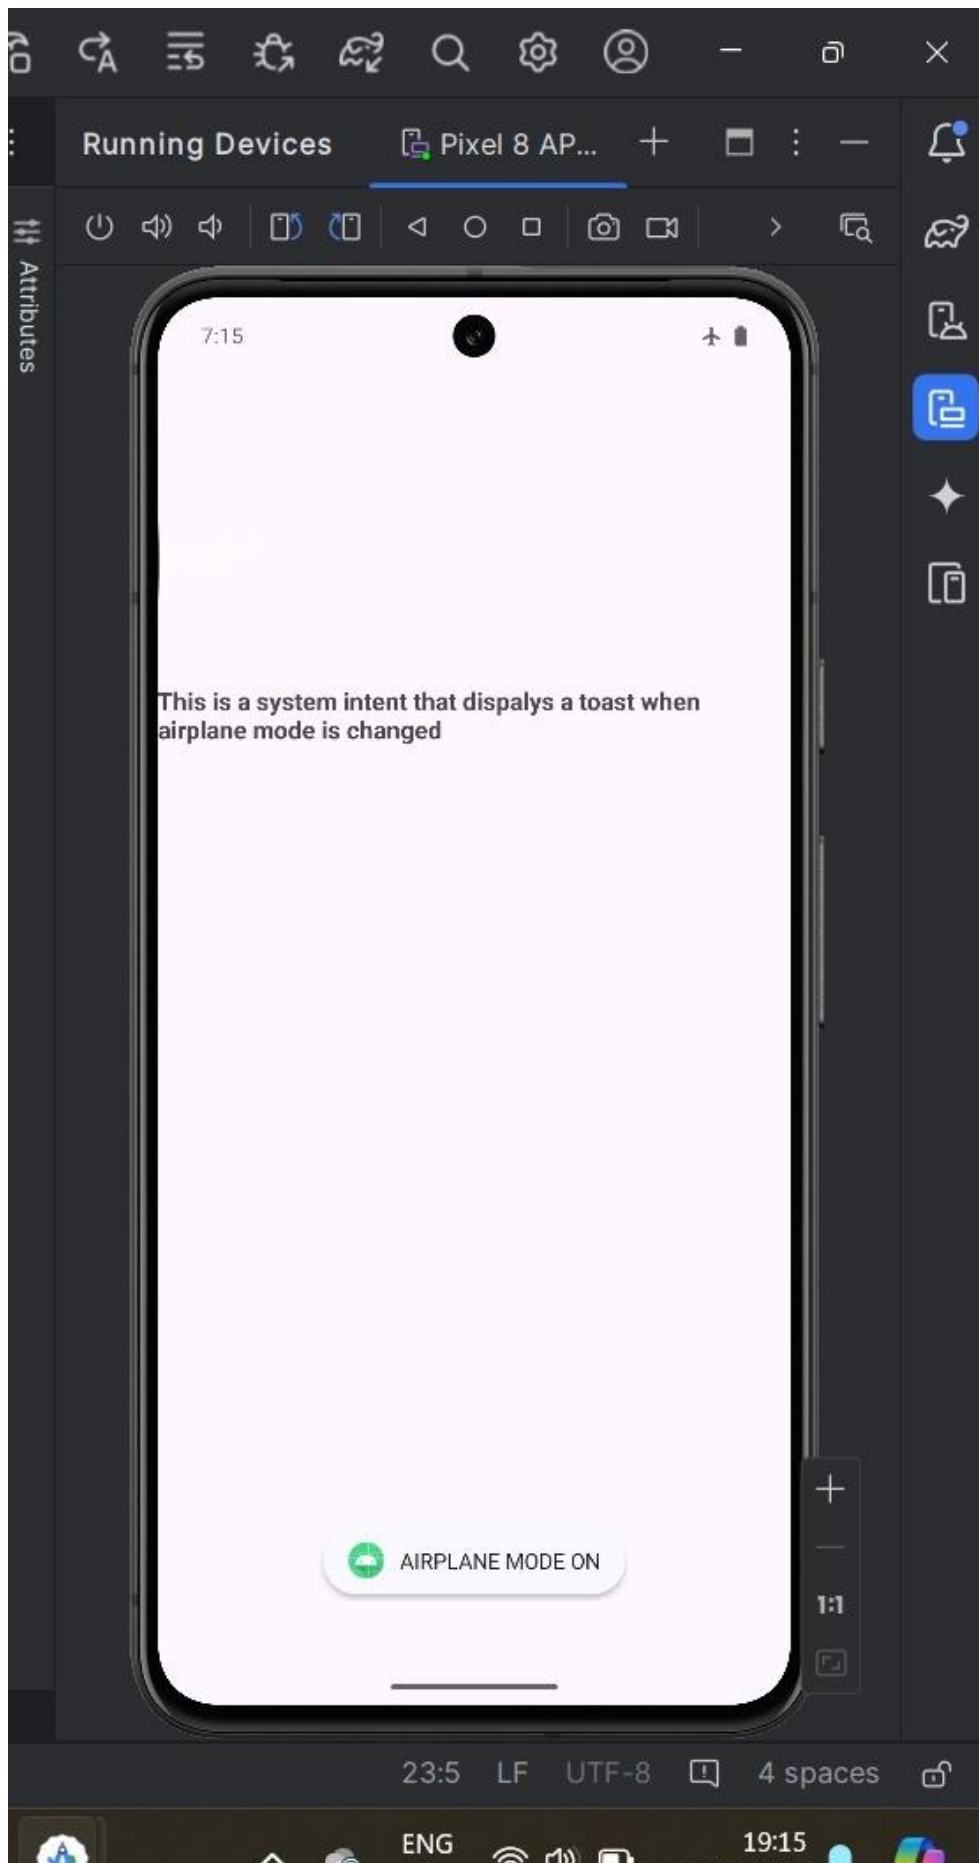 Running Devices
Pixel 8 AP...
Attributes
7:15
This is a system intent that dispalys a toast when
airplane mode is changed
AIRPLANE MODE ON
1:1
23:5 LF UTF-8 4 spaces
ENG
19:15